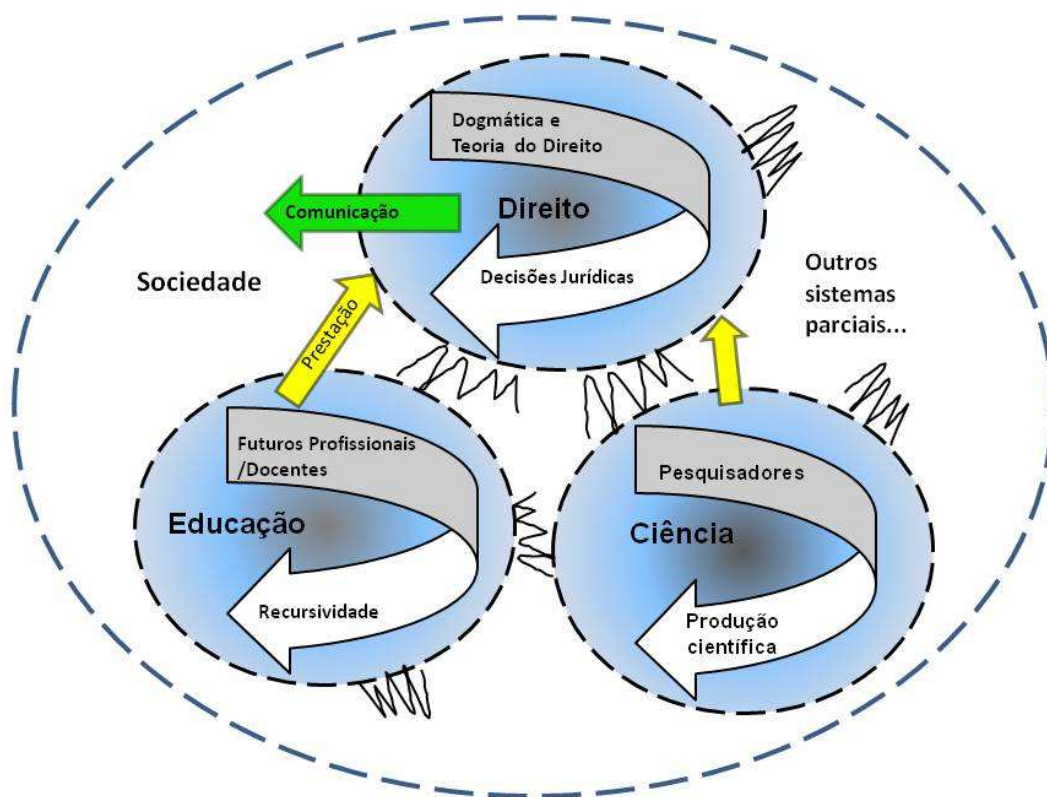 Dogmática e
Teoria do Direito
Comunicação
Direito
Decisões Jurídicas
Sociedade
Outros
sistemas
parciais...
Prestação
Futuros Profissionais
/Docentes
Educação
Recursividade
Pesquisadores
Ciência
Produção
científica